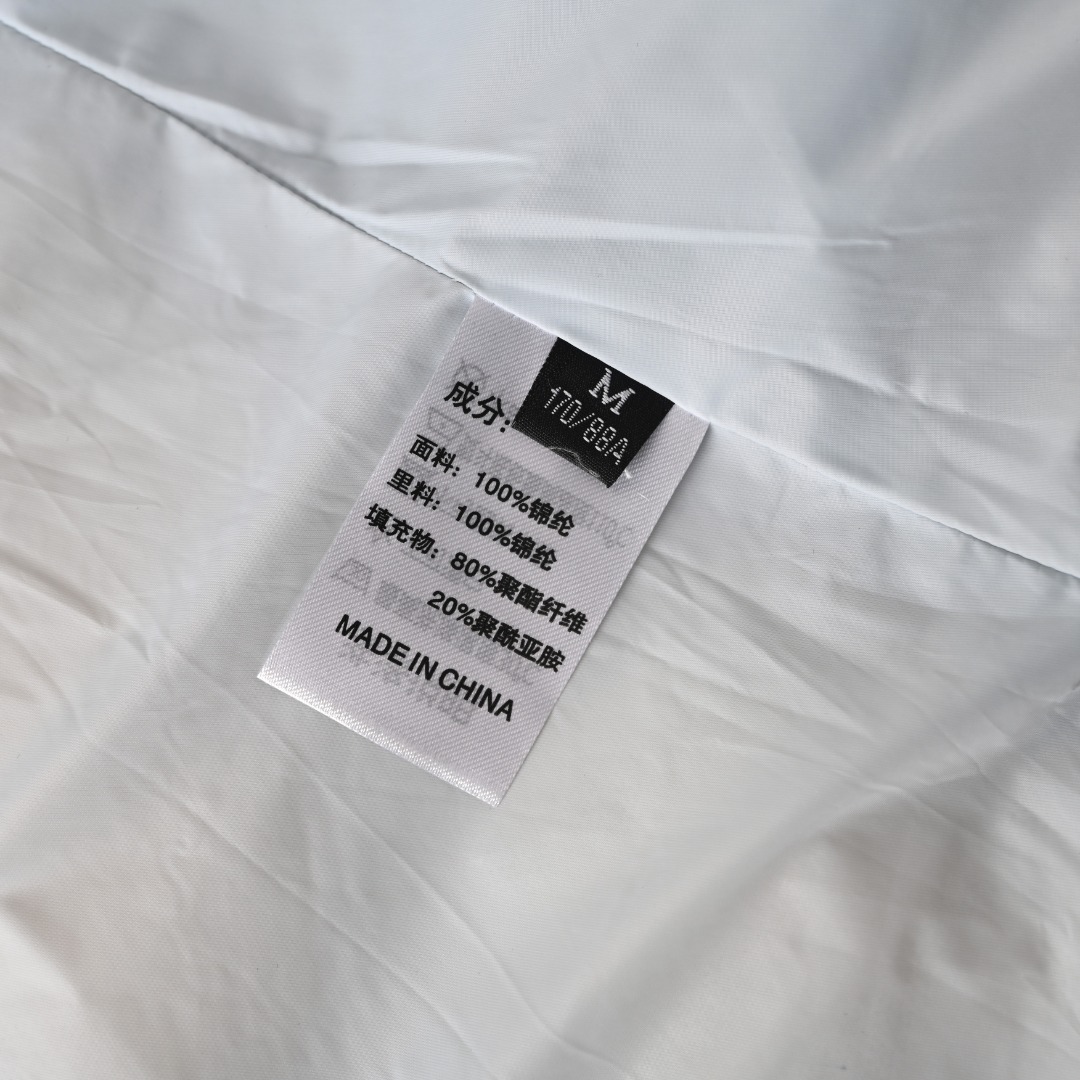 M
170/88A
成分:
面料: 100%锦纶
里料: 100%锦纶
填充物: 80%聚酯纤维
20%聚酰亚胺
MADE IN CHINA